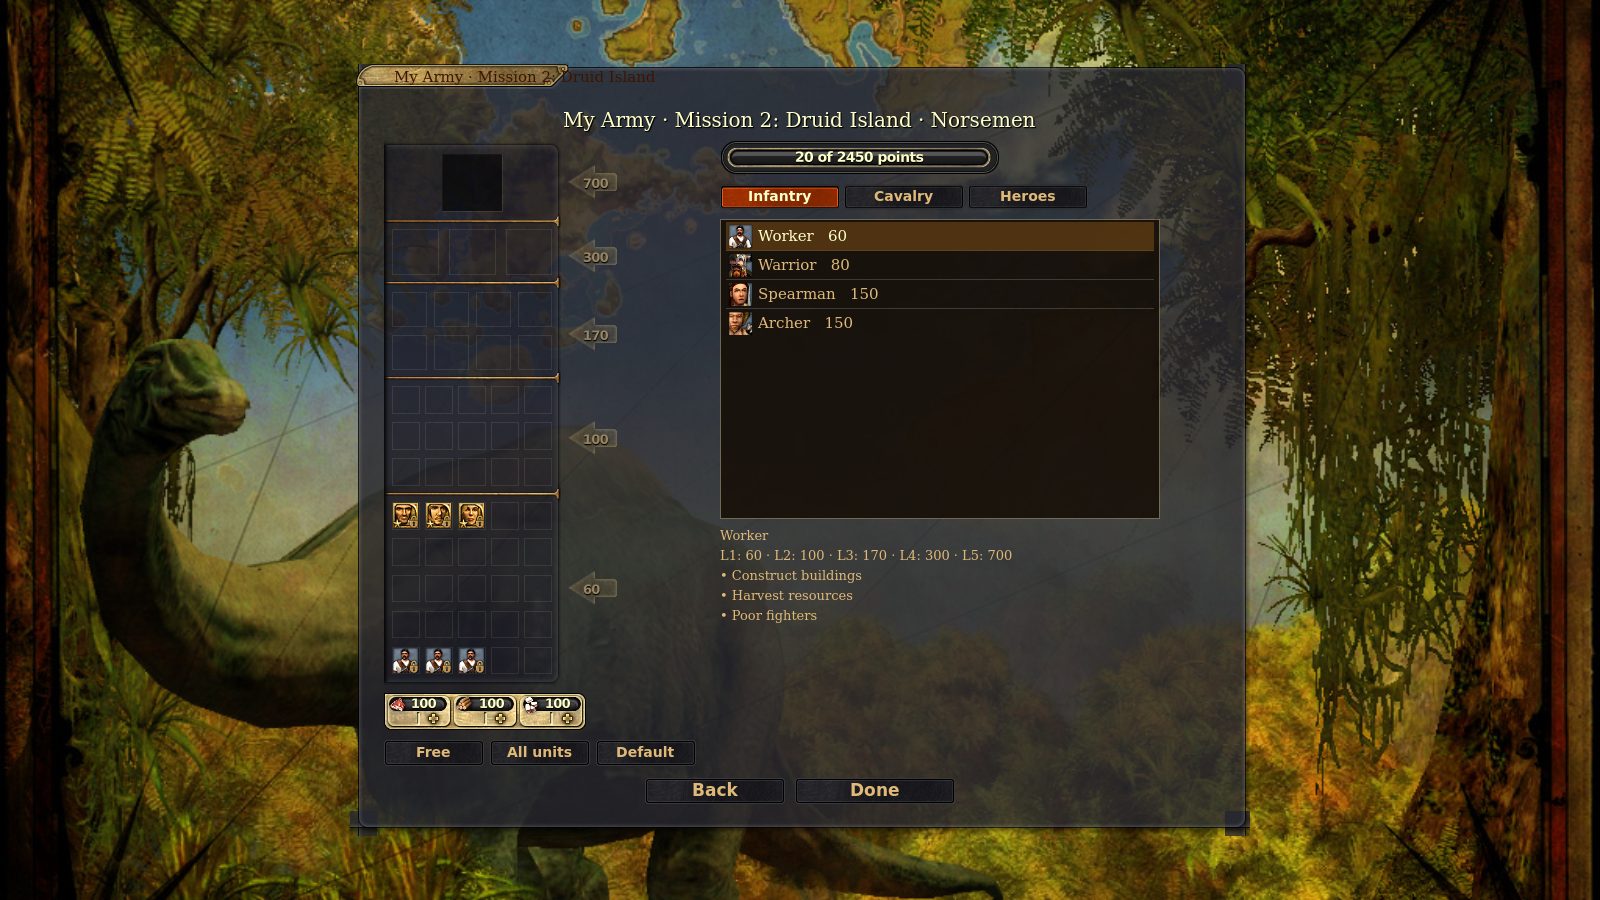 My Army · Mission 2: Druid Island
My Army · Mission 2: Druid Island · Norsemen
20 of 2450 points
Infantry
Cavalry
Heroes
700
300
170
100
60
Worker 60
Warrior 80
Spearman 150
Archer 150
Worker
L1: 60 · L2: 100 · L3: 170 · L4: 300 · L5: 700
• Construct buildings
• Harvest resources
• Poor fighters
100
100
100
Free
All units
Default
Back
Done